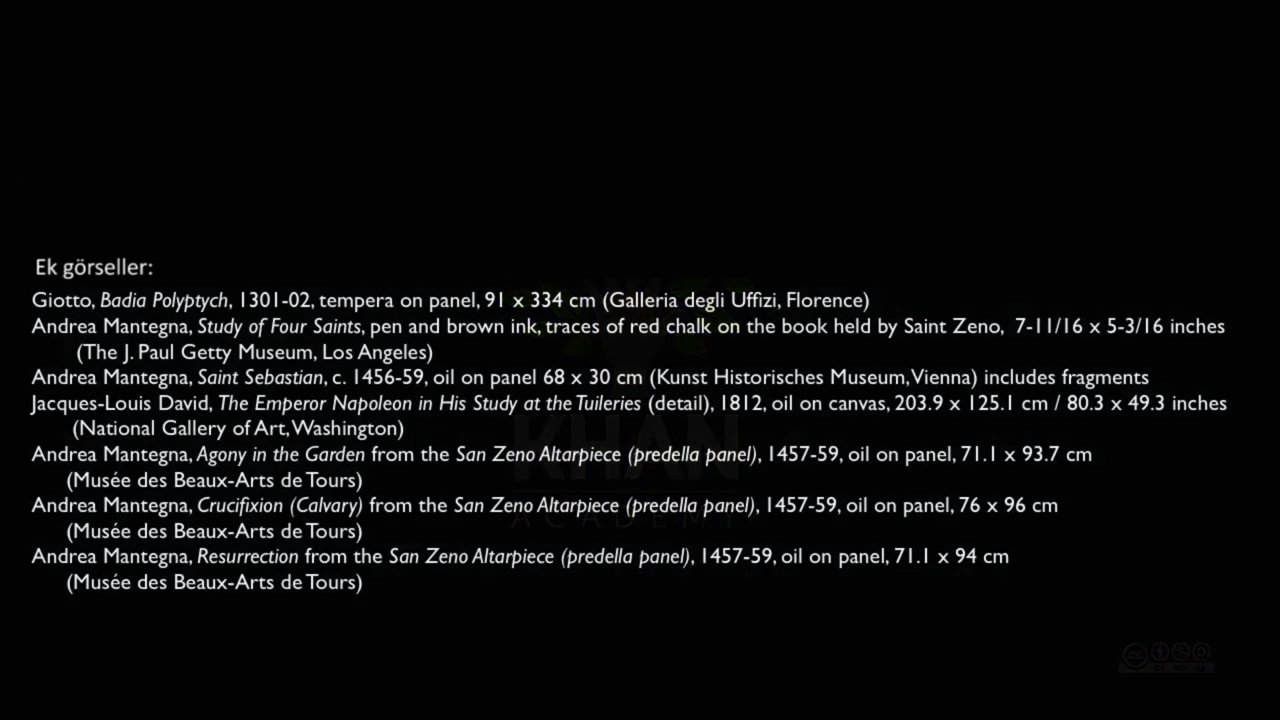 Ek görseller:
Giotto, Badia Polyptych, 1301-02, tempera on panel, 91 x 334 cm (Galleria degli Uffizi, Florence)
Andrea Mantegna, Study of Four Saints, pen and brown ink, traces of red chalk on the book held by Saint Zeno, 7-11/16 x 5-3/16 inches
(The J. Paul Getty Museum, Los Angeles)
Andrea Mantegna, Saint Sebastian, c. 1456-59, oil on panel 68 x 30 cm (Kunst Historisches Museum, Vienna) includes fragments
Jacques-Louis David, The Emperor Napoleon in His Study at the Tuileries (detail), 1812, oil on canvas, 203.9 x 125.1 cm / 80.3 x 49.3 inches
(National Gallery of Art, Washington)
Andrea Mantegna, Agony in the Garden from the San Zeno Altarpiece (predella panel), 1457-59, oil on panel, 71.1 x 93.7 cm
(Musée des Beaux-Arts de Tours)
Andrea Mantegna, Crucifixion (Calvary) from the San Zeno Altarpiece (predella panel), 1457-59, oil on panel, 76 x 96 cm
(Musée des Beaux-Arts de Tours)
Andrea Mantegna, Resurrection from the San Zeno Altarpiece (predella panel), 1457-59, oil on panel, 71.1 x 94 cm
(Musée des Beaux-Arts de Tours)
KHAN
ACADEMY